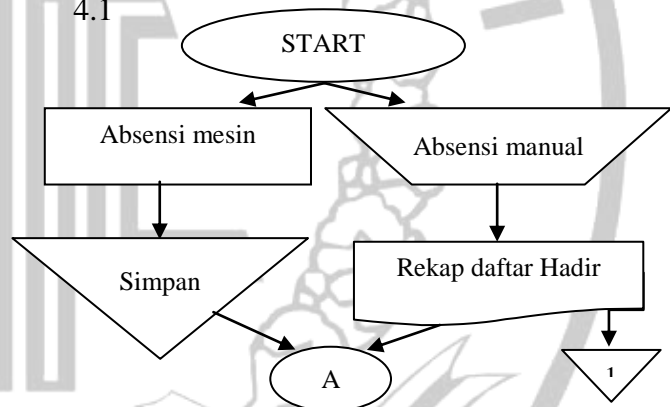 4.1
START
Absensi mesin
Absensi manual
Simpan
Rekap daftar Hadir
A
1